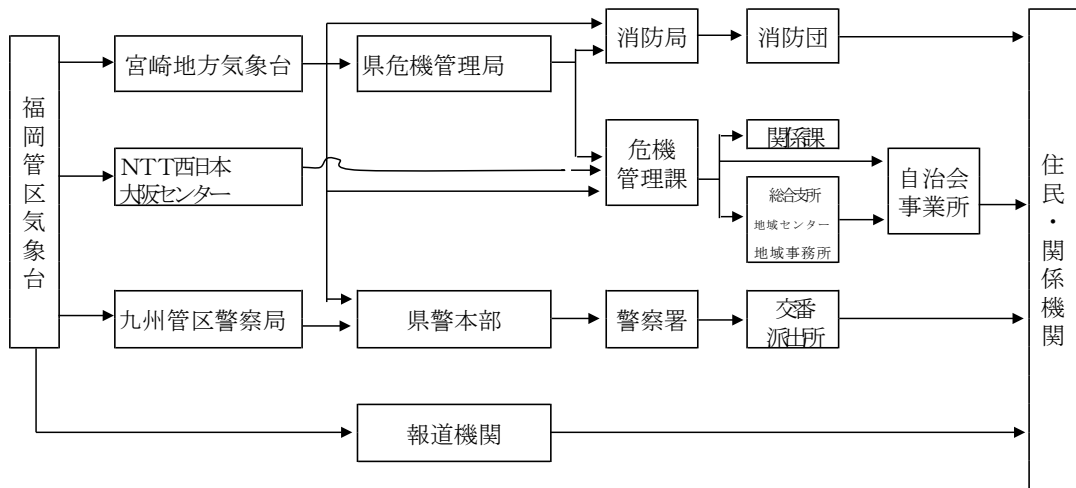 福岡管区気象台
宮崎地方気象台
県危機管理局
消防局
消防団
NTT西日本
大阪センター
危機
管理課
関係課
総合支所
地域センター
地域事務所
自治会
事業所
九州管区警察局
県警本部
警察署
交番
派出所
報道機関
住民・関係機関